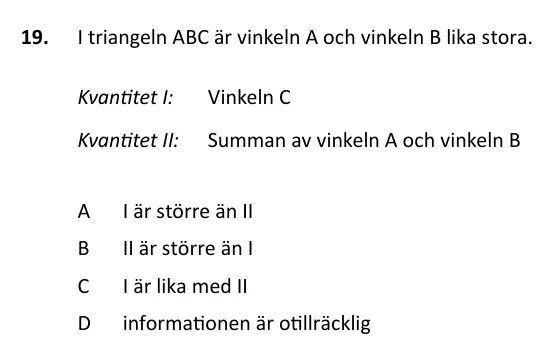 19. I triangeln ABC är vinkeln A och vinkeln B lika stora.
Kvantitet I: Vinkeln C
Kvantitet II: Summan av vinkeln A och vinkeln B
A I är större än II
B II är större än I
C I är lika med II
D informationen är otillräcklig